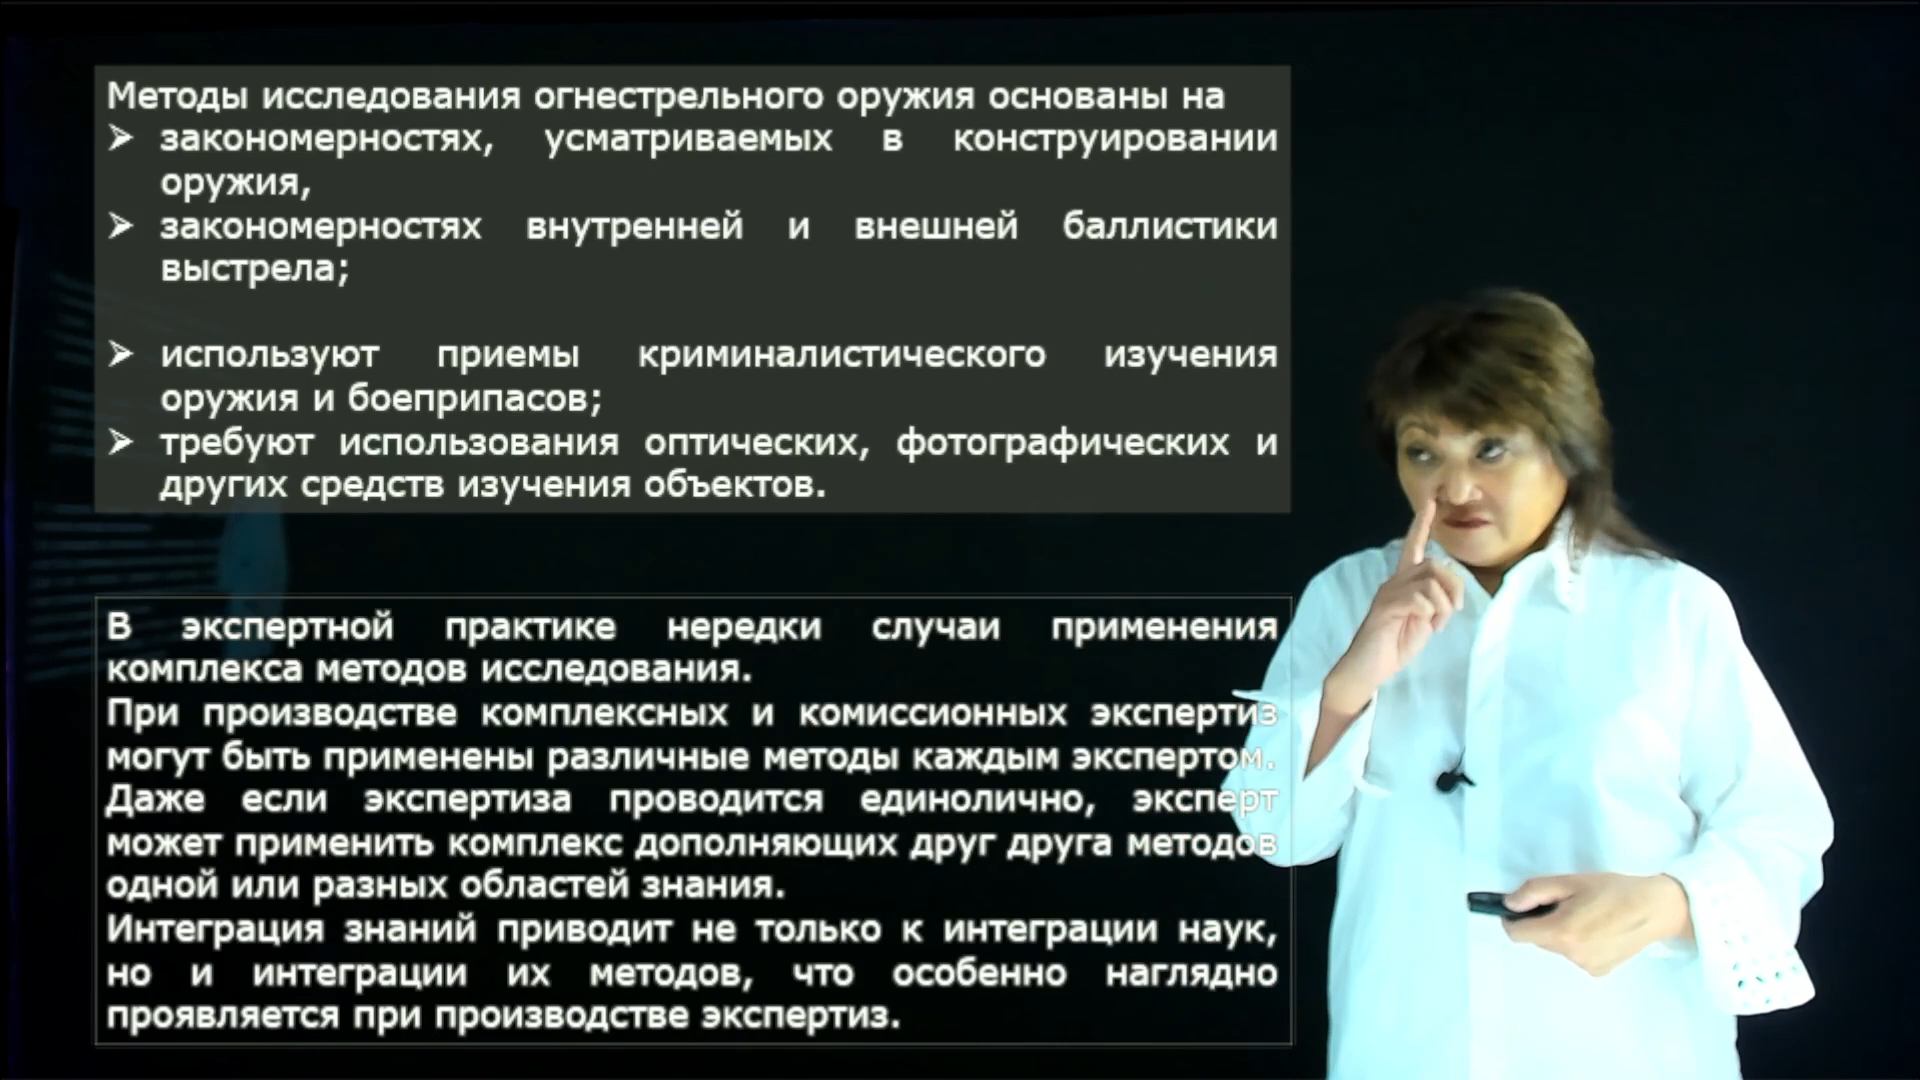 Методы исследования огнестрельного оружия основаны на
➢ закономерностях, усматриваемых в конструировании
оружия,
➢ закономерностях внутренней и внешней баллистики
выстрела;
➢ используют приемы криминалистического изучения
оружия и боеприпасов;
➢ требуют использования оптических, фотографических и
других средств изучения объектов.
В экспертной практике нередки случаи применения
комплекса методов исследования.
При производстве комплексных и комиссионных экспертиз
могут быть применены различные методы каждым экспертом.
Даже если экспертиза проводится единолично, эксперт
может применить комплекс дополняющих друг друга методов
одной или разных областей знания.
Интеграция знаний приводит не только к интеграции наук,
но и интеграции их методов, что особенно наглядно
проявляется при производстве экспертиз.